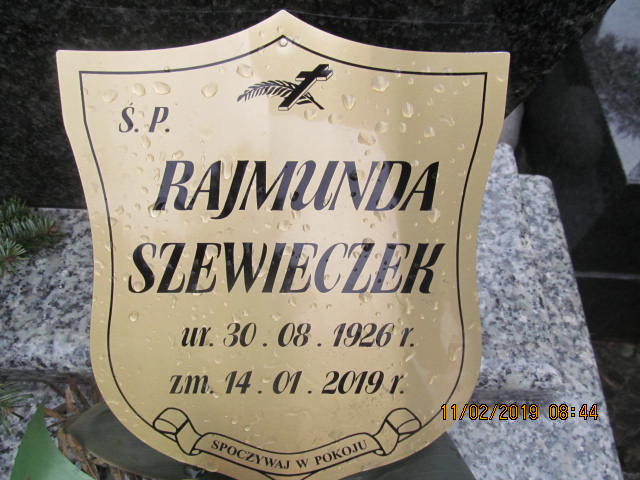 Ś. P.
RAJMUNDA
SZEWIECZEK
ur. 30 . 08 . 1926 r.
zm. 14 . 01 . 2019 r.
SPOCZYWAJ W POKOJU
11/02/2019 08:44